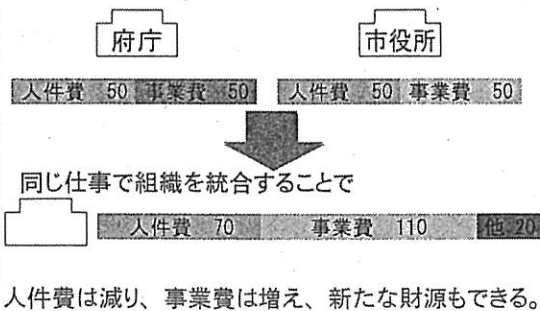 府庁 市役所
人件費 50 事業費 50 人件費 50 事業費 50
同じ仕事で組織を統合することで
人件費 70 事業費 110 他 20
人件費は減り、事業費は増え、新たな財源もできる。